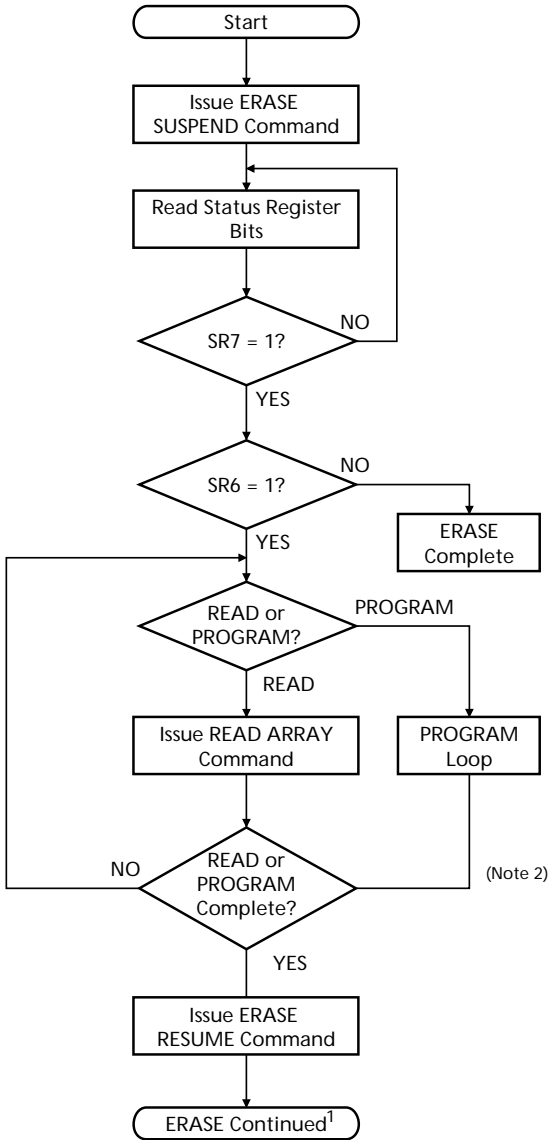 Start
Issue ERASE
SUSPEND Command
Read Status Register
Bits
NO
SR7 = 1?
YES
NO
SR6 = 1?
YES
ERASE
Complete
READ or
PROGRAM?
PROGRAM
READ
Issue READ ARRAY
Command
PROGRAM
Loop
NO
READ or
PROGRAM
Complete?
(Note 2)
YES
Issue ERASE
RESUME Command
ERASE Continued1